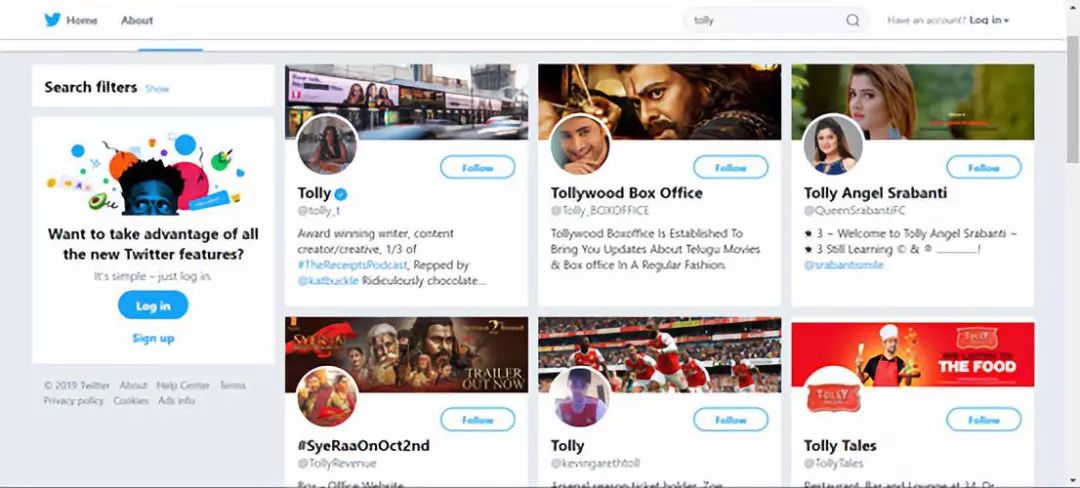 Home About tolly Have an account? Log in
Search filters Show
Want to take advantage of all
the new Twitter features?
It's simple – just log in.
Log in
Sign up
© 2019 Twitter About Help Center Terms
Privacy policy Cookies Ads info
Follow
Tolly
@tolly_t
Award winning writer, content
creator/creative, 1/3 of
#TheReceiptsPodcast, Repped by
@katbuckle Ridiculously chocolate...
Follow
Tollywood Box Office
@Tolly_BOXOFFICE
Tollywood Boxoffice Is Established To
Bring You Updates About Telugu Movies
& Box office In A Regular Fashion.
Follow
Tolly Angel Srabanti
@QueenSrabantiFC
3 ~ Welcome to Tolly Angel Srabanti ~
3 Still Learning © & ® ________!
@srabantismile
SYERAA
TRAILER
OUT NOW
Follow
#SyeRaaOnOct2nd
@TollyRevenue
Box – Office Website
Follow
Tolly
@kevingarethtoll
Arsenal season ticket holder, Zoe
TOLLY
THE FOOD
TOLLY
Follow
Tolly Tales
@TollyTales
Restaurant, Bar and Lounge at 34, Dr